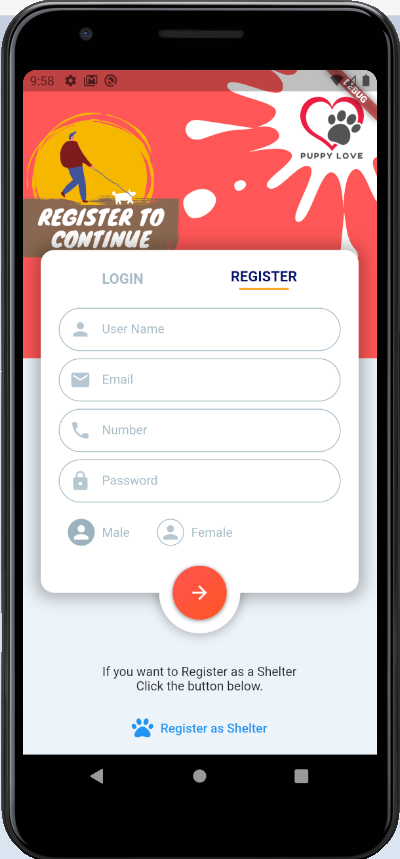 9:58
DEBUG
PUPPY LOVE
REGISTER TO
CONTINUE
LOGIN
REGISTER
User Name
Email
Number
Password
Male
Female
If you want to Register as a Shelter
Click the button below.
Register as Shelter